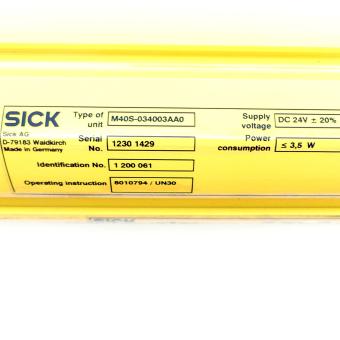 SICK
Sick AG
D-79183 Waldkirch
Made in Germany
Type of unit M40S-034003AA0
Serial No. 1230 1429
Identification No. 1 200 061
Operating instruction 8010794 / UN30
Supply voltage DC 24V ± 20%
Power consumption ≤ 3,5 W